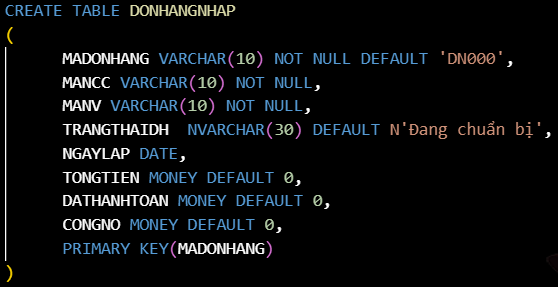 CREATE TABLE DONHANGNHAP
(
MADONHANG VARCHAR(10) NOT NULL DEFAULT 'DN000',
MANCC VARCHAR(10) NOT NULL,
MANV VARCHAR(10) NOT NULL,
TRANGTHAIDH  NVARCHAR(30) DEFAULT N'Đang chuẩn bị',
NGAYLAP DATE,
TONGTIEN MONEY DEFAULT 0,
DATHANHTOAN MONEY DEFAULT 0,
CONGNO MONEY DEFAULT 0,
PRIMARY KEY(MADONHANG)
)